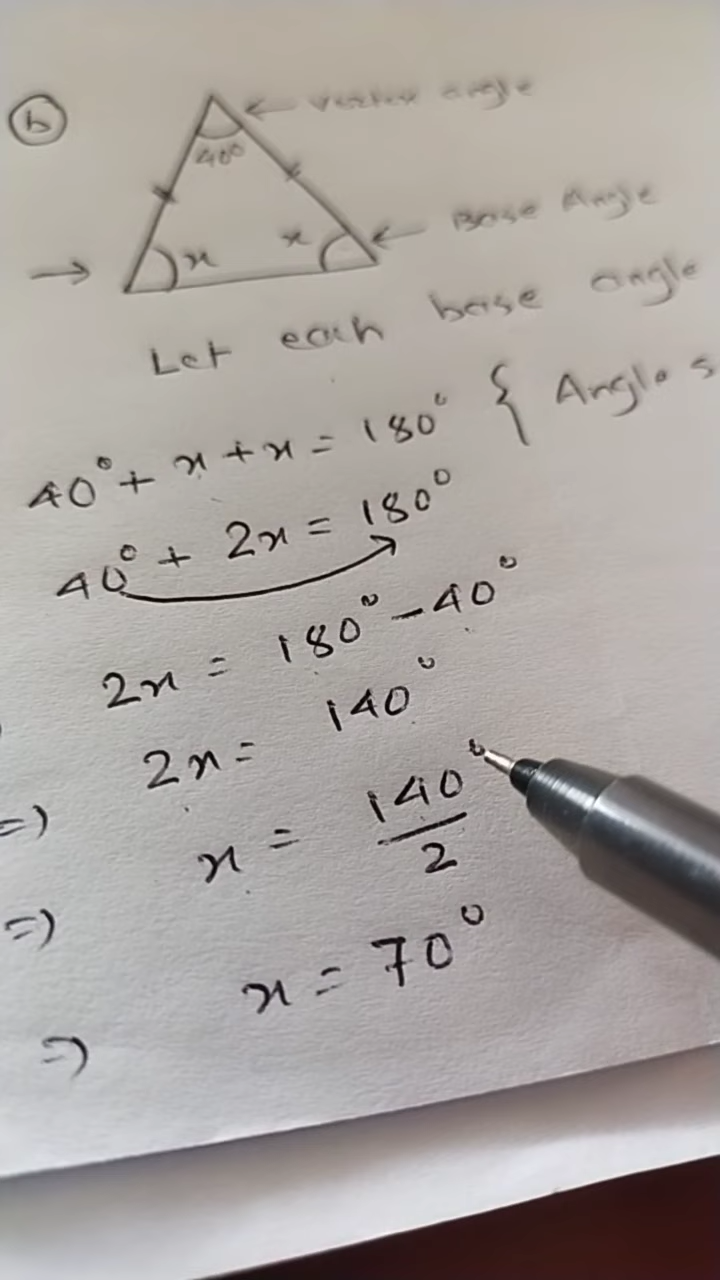 (b)
← vertex angle
40°
x x ← Base Angle
→
Let each base angle
40° + x + x = 180° { Angle s
40° + 2x = 180°
2x = 180° - 40°
2x = 140°
=) x = 140°/2
=) x = 70°
=)